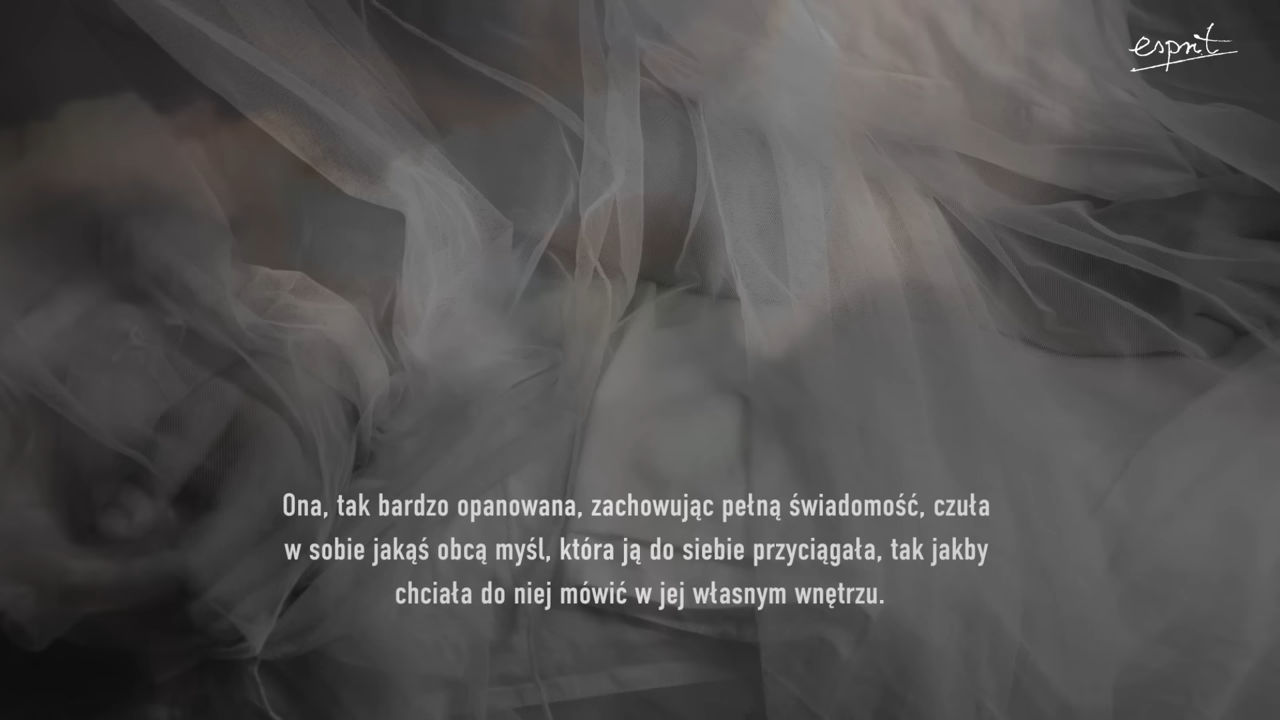 esprit
Ona, tak bardzo opanowana, zachowując pełną świadomość, czuła
w sobie jakąś obcą myśl, która ją do siebie przyciągała, tak jakby
chciała do niej mówić w jej własnym wnętrzu.